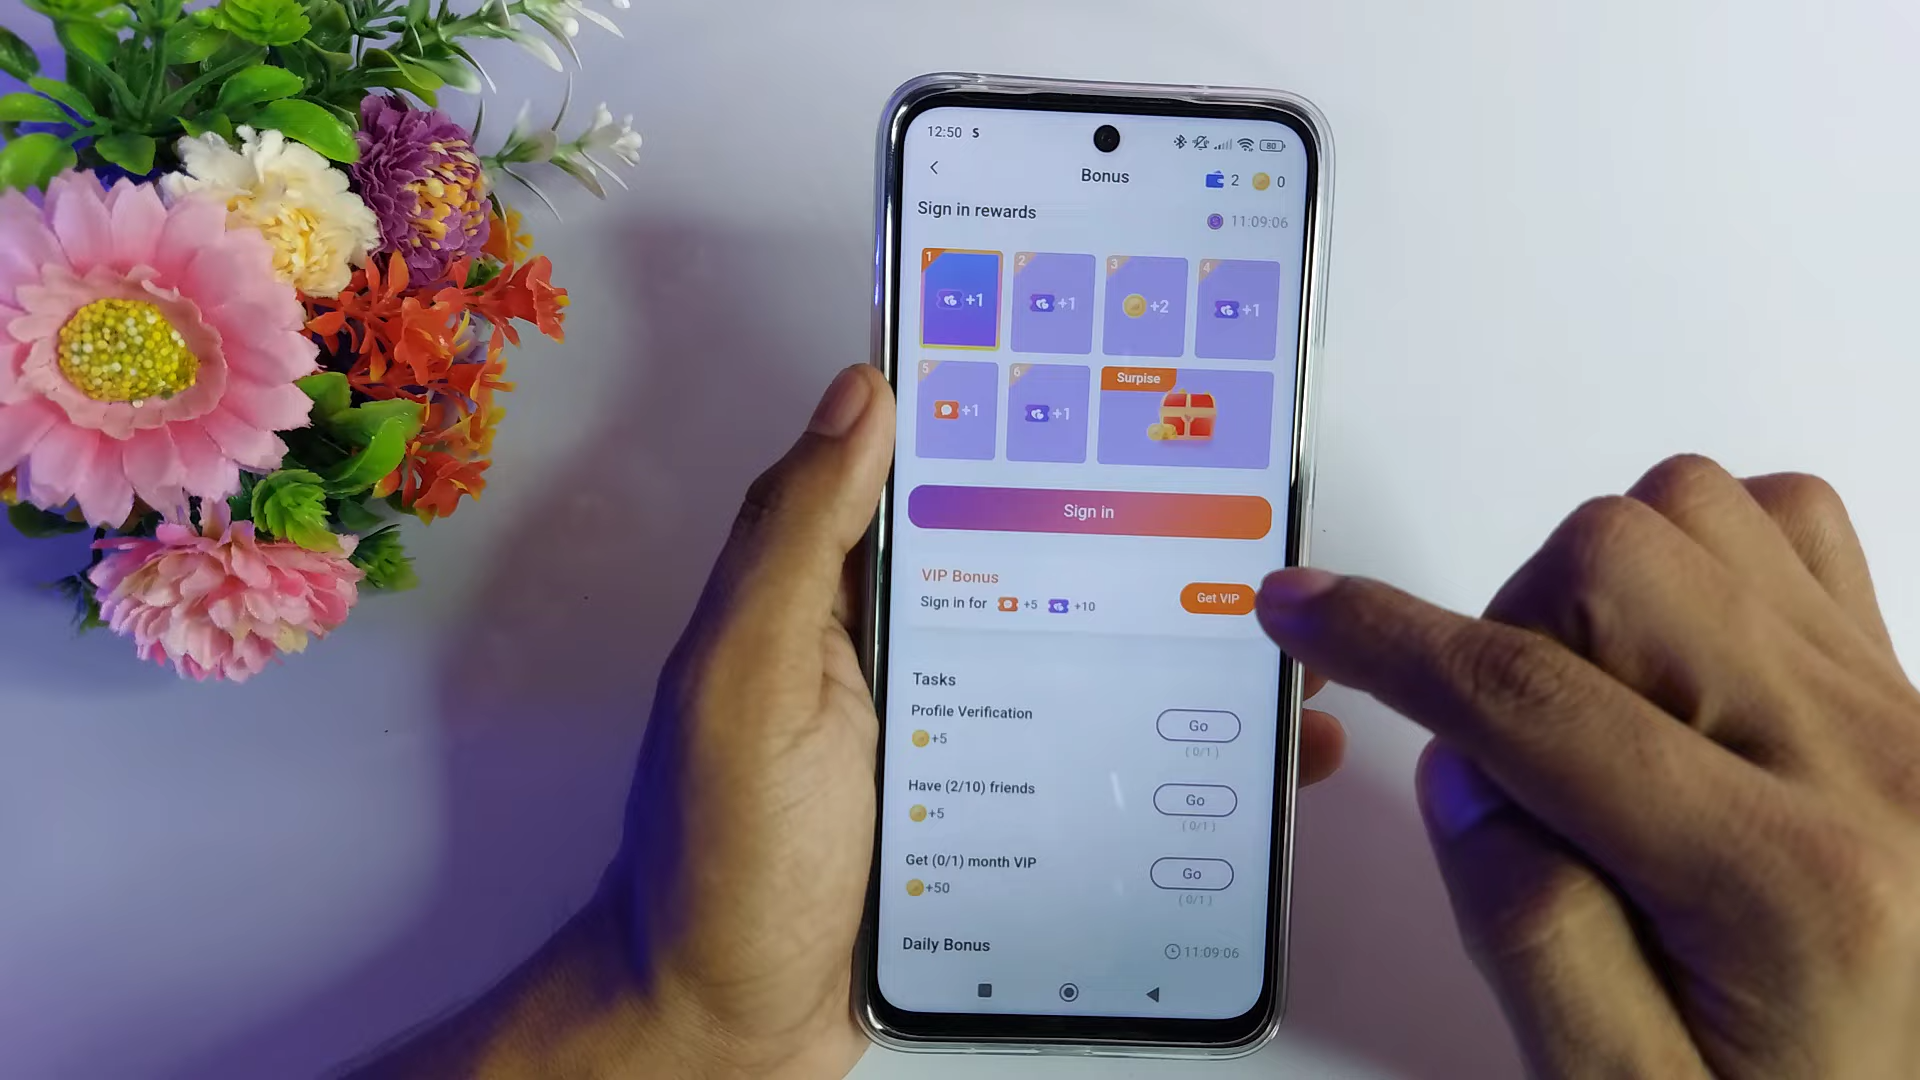 12:50 S
80
Bonus
2
0
Sign in rewards
11:09:06
1
+1
2
+1
3
+2
4
+1
5
+1
6
+1
Surpise
Sign in
VIP Bonus
Sign in for +5 +10
Get VIP
Tasks
Profile Verification
Go
+5
( 0/1 )
Have (2/10) friends
Go
+5
( 0/1 )
Get (0/1) month VIP
Go
+50
( 0/1 )
Daily Bonus
11:09:06